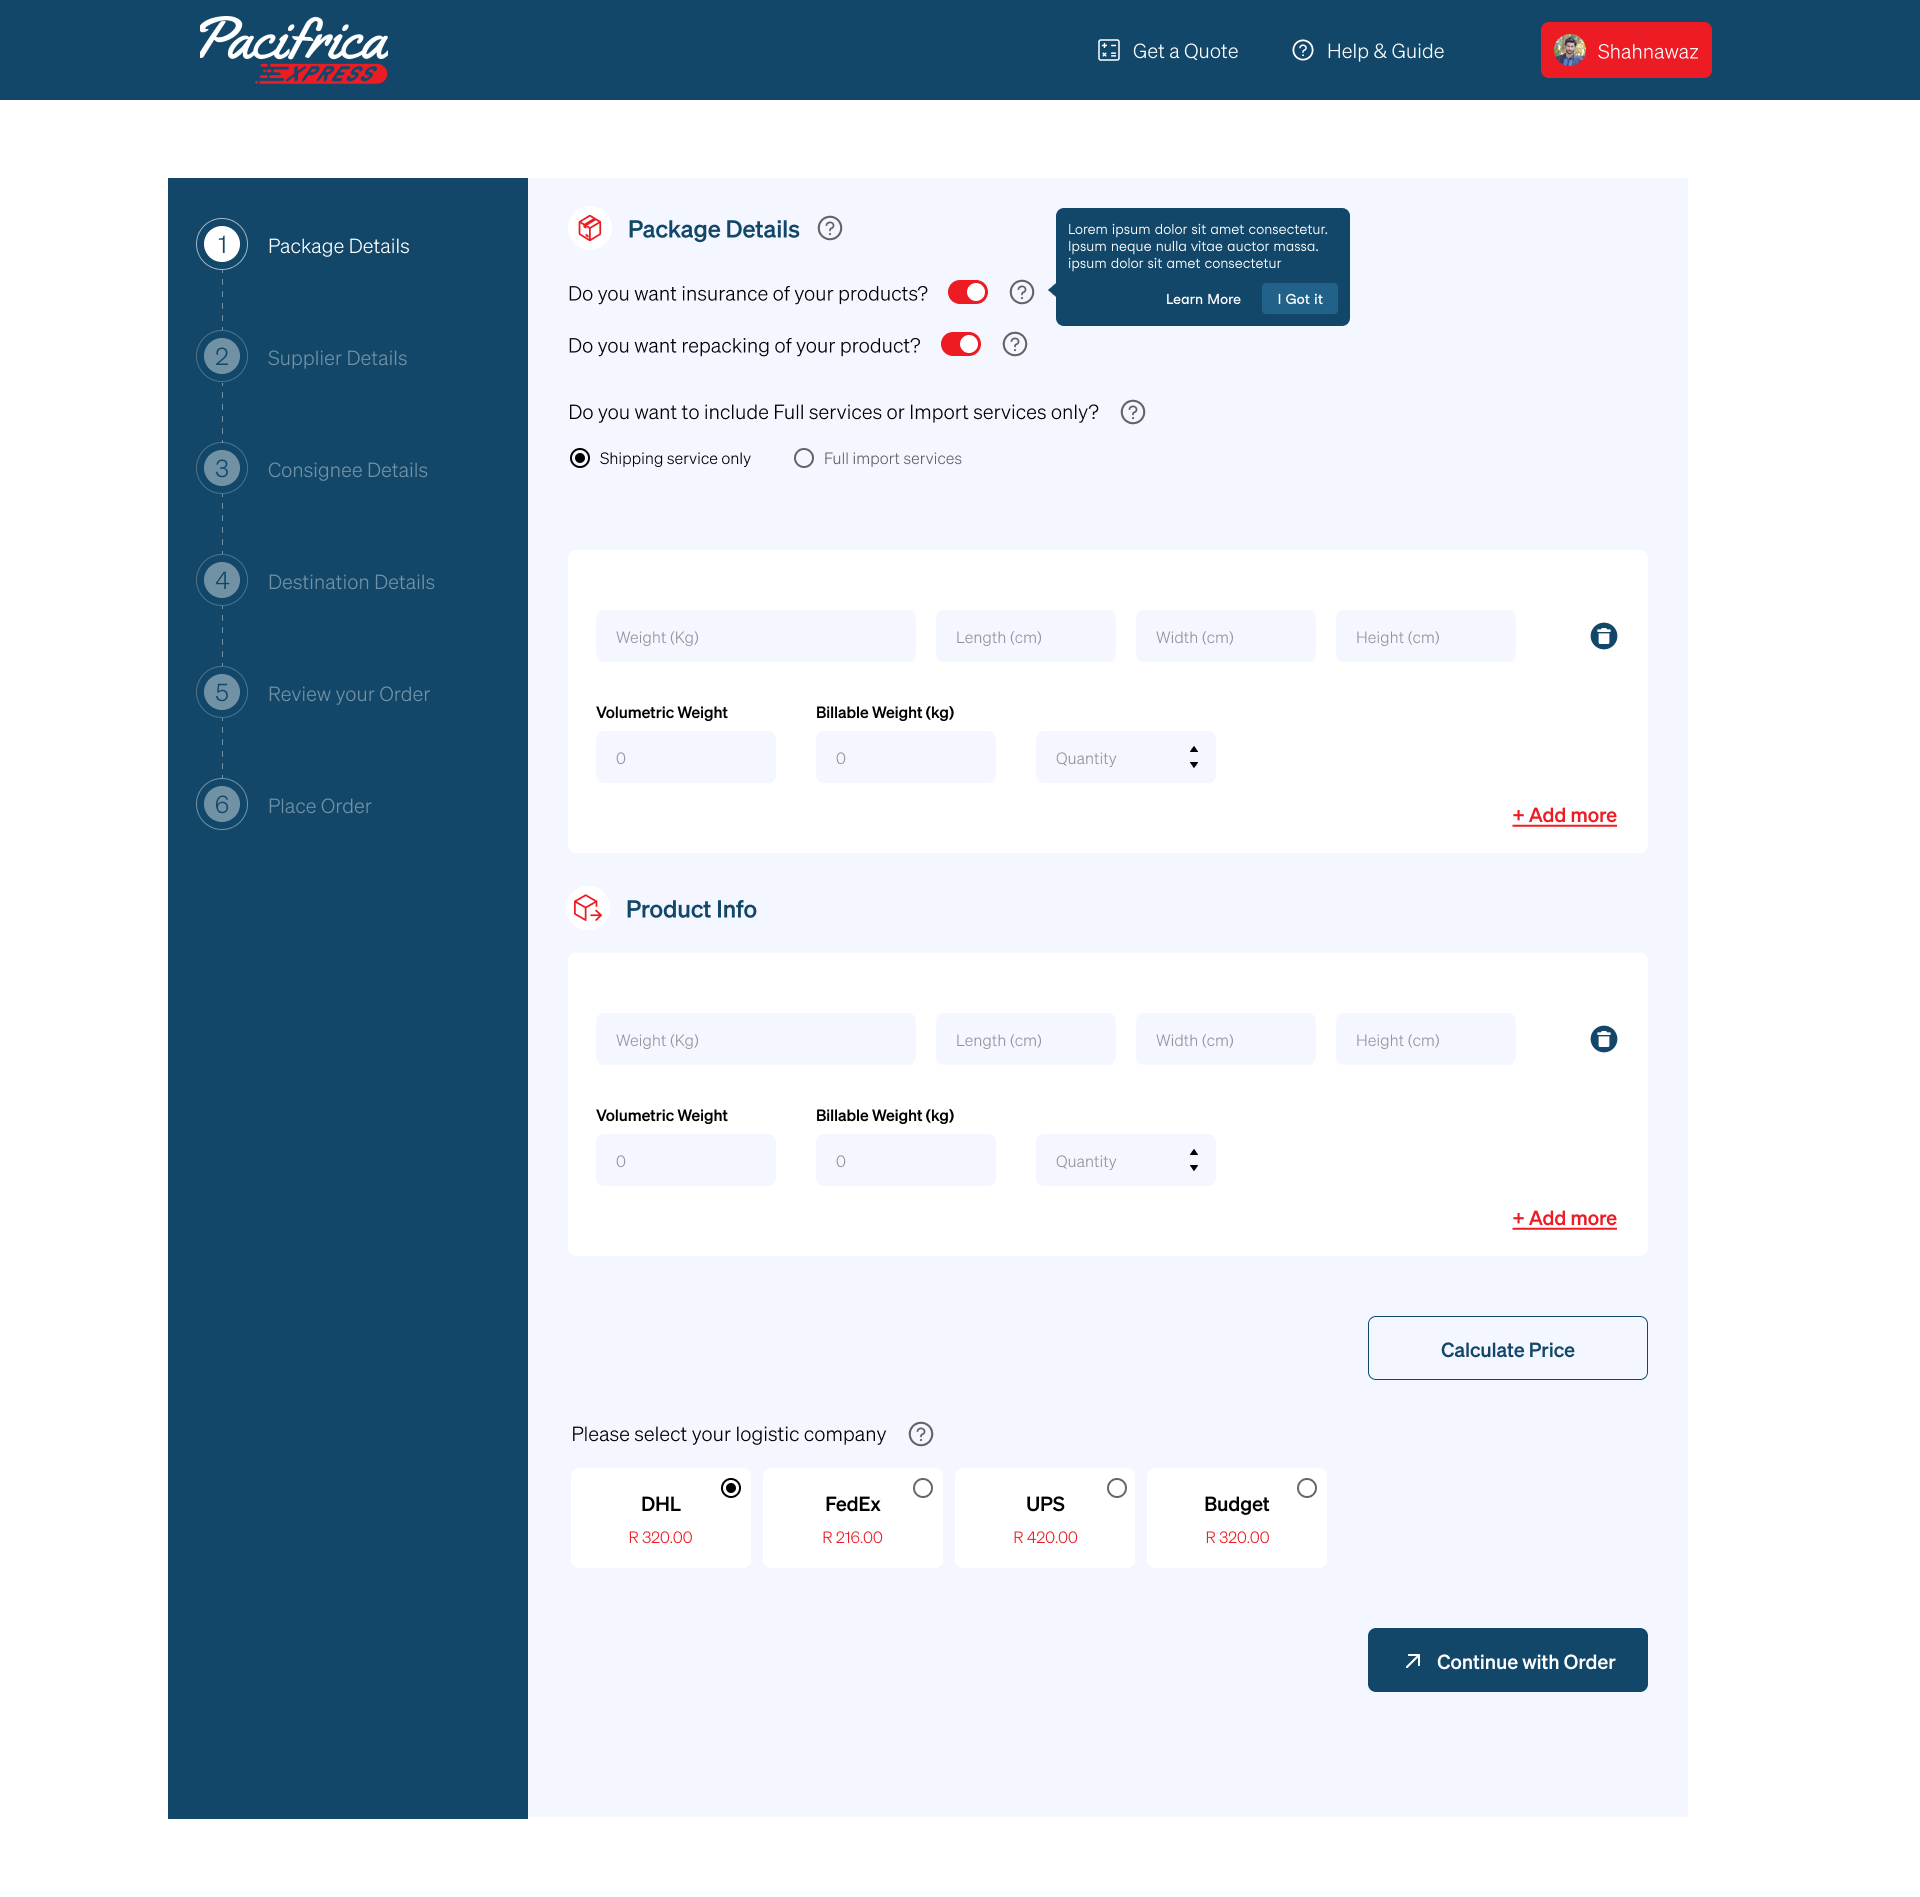 Pacifrica
XPRESS
Get a Quote
Help & Guide
Shahnawaz
1
Package Details
2
Supplier Details
3
Consignee Details
4
Destination Details
5
Review your Order
6
Place Order
Package Details ?
Do you want insurance of your products? ?
Lorem ipsum dolor sit amet consectetur.
Ipsum neque nulla vitae auctor massa.
ipsum dolor sit amet consectetur
Learn More
I Got it
Do you want repacking of your product? ?
Do you want to include Full services or Import services only? ?
Shipping service only
Full import services
Weight (Kg)
Length (cm)
Width (cm)
Height (cm)
Volumetric Weight
Billable Weight (kg)
0
0
Quantity
+ Add more
Product Info
Weight (Kg)
Length (cm)
Width (cm)
Height (cm)
Volumetric Weight
Billable Weight (kg)
0
0
Quantity
+ Add more
Calculate Price
Please select your logistic company ?
DHL
R 320.00
FedEx
R 216.00
UPS
R 420.00
Budget
R 320.00
Continue with Order